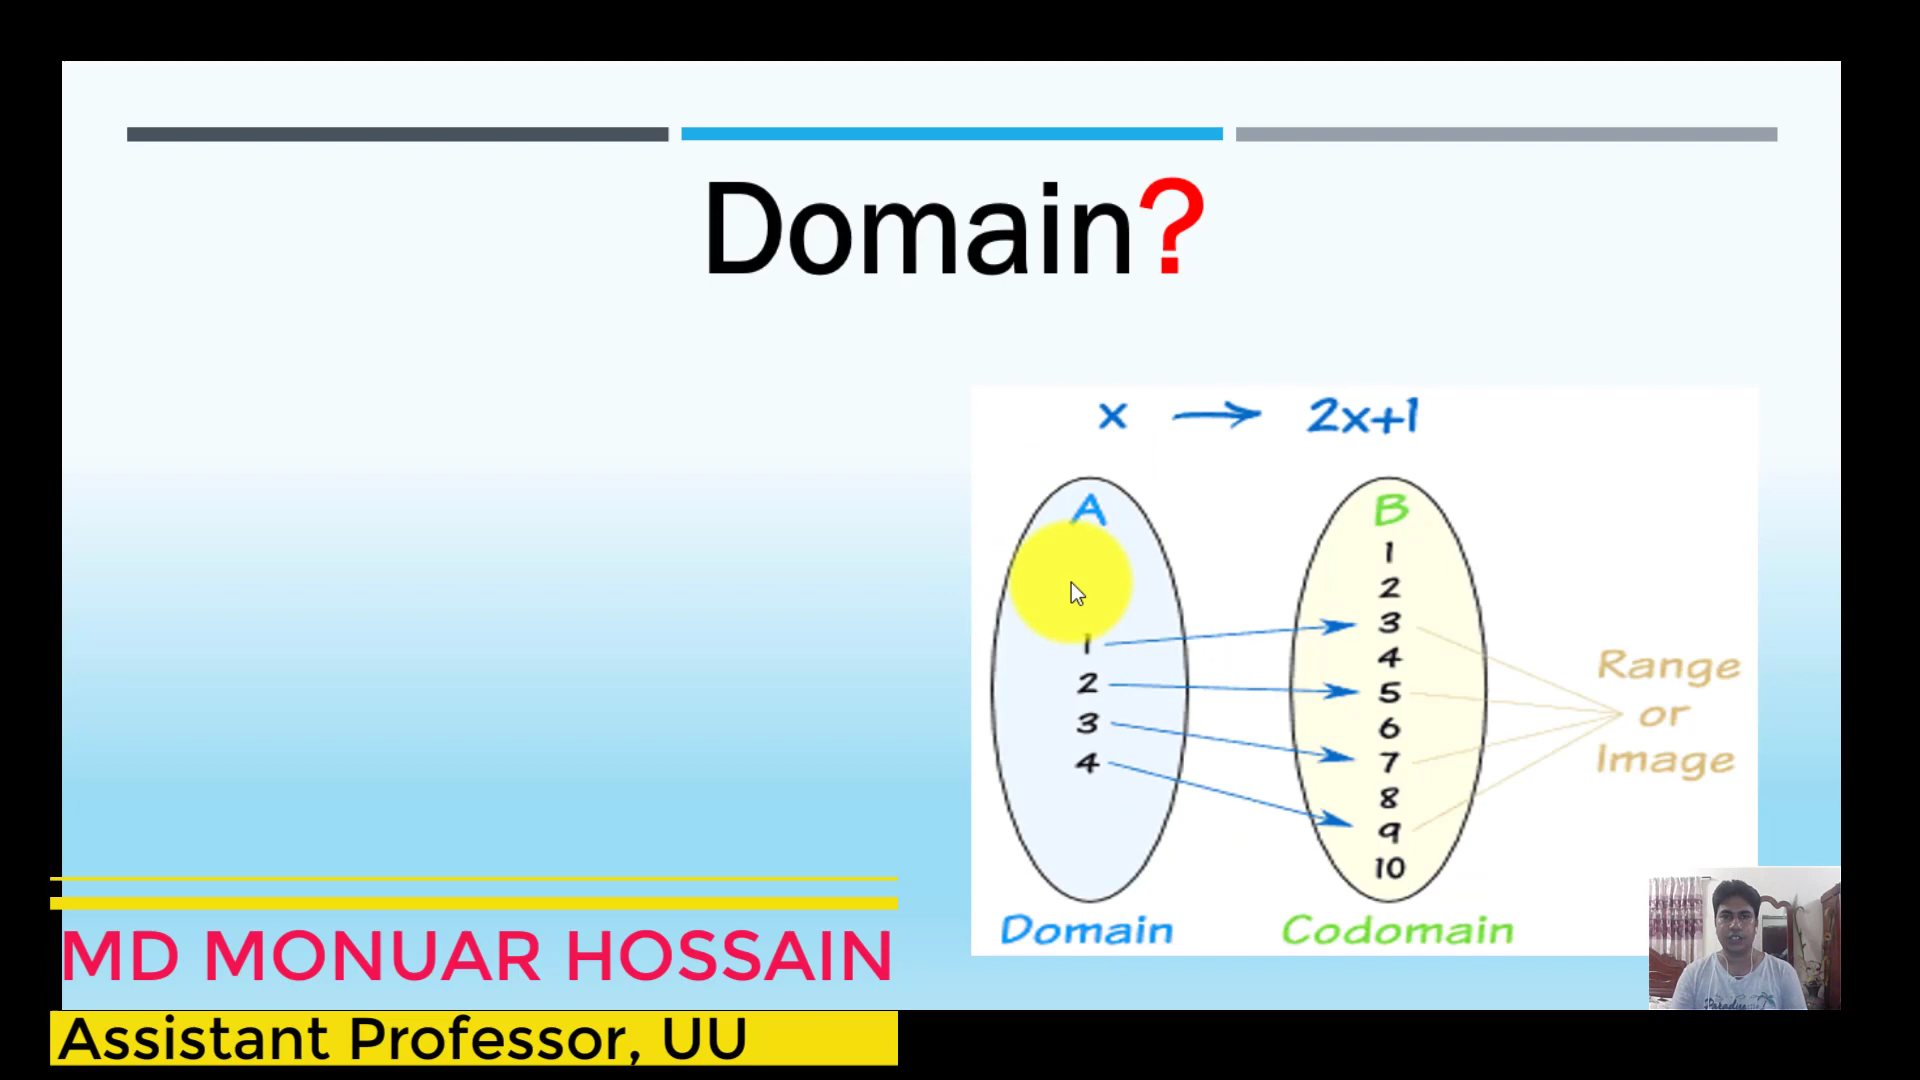 Domain?
x → 2x+1
A
B
1
2
3
4
1
2
3
4
5
6
7
8
9
10
Range
or
Image
Domain
Codomain
MD MONUAR HOSSAIN
Assistant Professor, UU